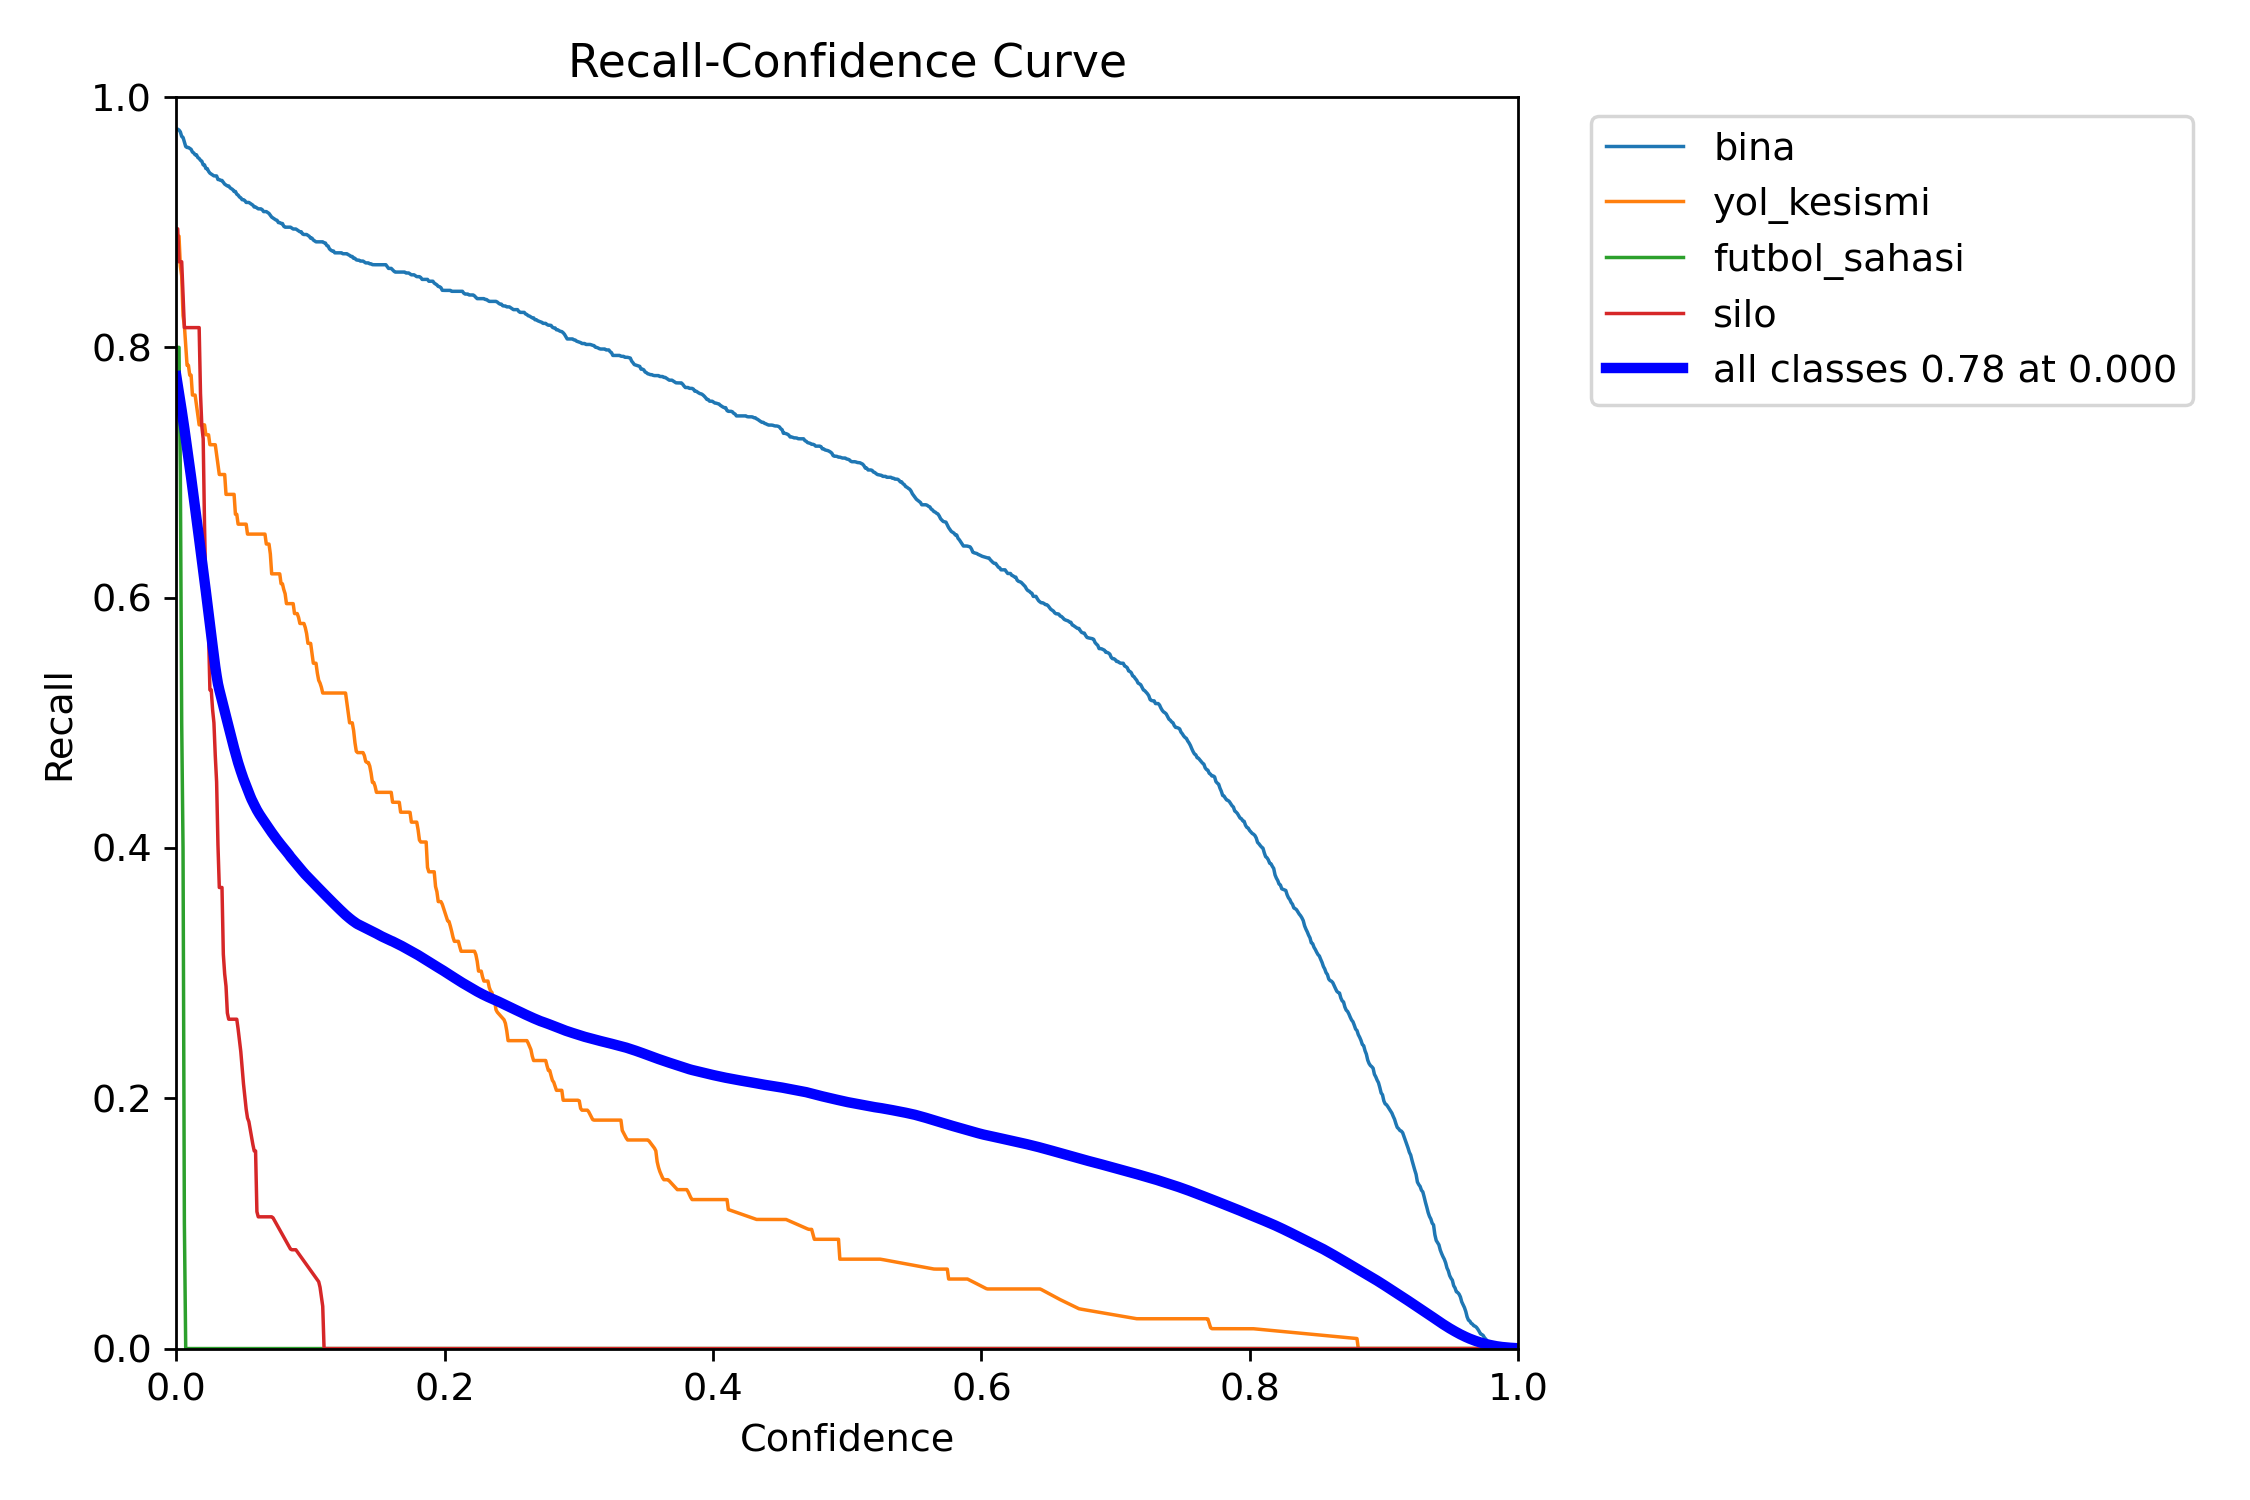 Recall-Confidence Curve
1.0
0.8
0.6
0.4
0.2
0.0
Recall
0.0 0.2 0.4 0.6 0.8 1.0
Confidence
bina
yol_kesismi
futbol_sahasi
silo
all classes 0.78 at 0.000